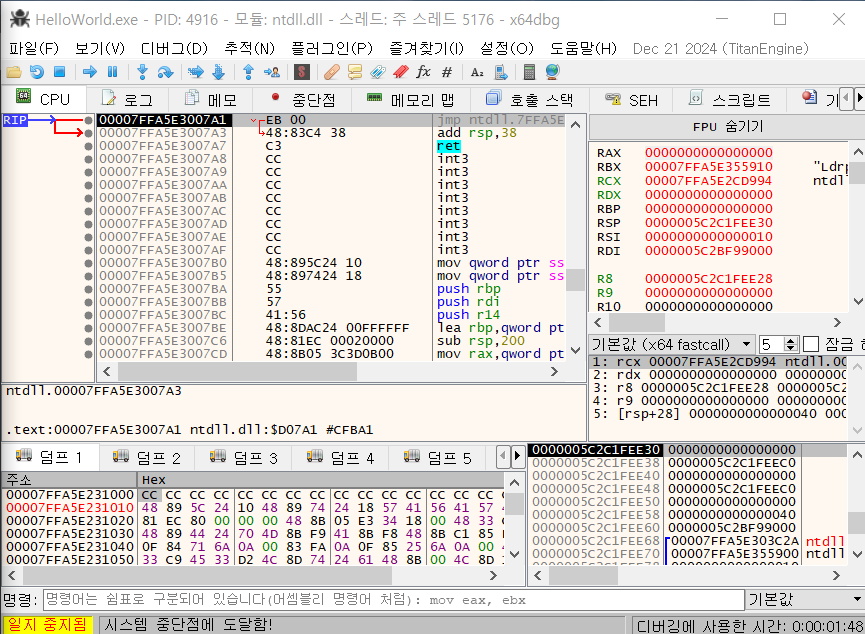 HelloWorld.exe - PID: 4916 - 모듈: ntdll.dll - 스레드: 주 스레드 5176 - x64dbg
파일(F) 보기(V) 디버그(D) 추적(N) 플러그인(P) 즐겨찾기(I) 설정(O) 도움말(H) Dec 21 2024 (TitanEngine)
CPU 로그 메모 중단점 메모리 맵 호출 스택 SEH 스크립트
RIP
00007FFA5E3007A1 EB 00 jmp ntdll.7FFA5E
00007FFA5E3007A3 48:83C4 38 add rsp,38
00007FFA5E3007A7 C3 ret
00007FFA5E3007A8 CC int3
00007FFA5E3007A9 CC int3
00007FFA5E3007AA CC int3
00007FFA5E3007AB CC int3
00007FFA5E3007AC CC int3
00007FFA5E3007AD CC int3
00007FFA5E3007AE CC int3
00007FFA5E3007AF CC int3
00007FFA5E3007B0 48:895C24 10 mov qword ptr ss
00007FFA5E3007B5 48:897424 18 mov qword ptr ss
00007FFA5E3007BA 55 push rbp
00007FFA5E3007BB 57 push rdi
00007FFA5E3007BC 41:56 push r14
00007FFA5E3007BE 48:8DAC24 00FFFFFF lea rbp,qword pt
00007FFA5E3007C6 48:81EC 00020000 sub rsp,200
00007FFA5E3007CD 48:8B05 3C3D0B00 mov rax,qword pt
FPU 숨기기
RAX 0000000000000000
RBX 00007FFA5E355910 "Ldrp
RCX 00007FFA5E2CD994 ntdl
RDX 0000000000000000
RBP 0000000000000000
RSP 0000005C2C1FEE30
RSI 0000000000000010
RDI 0000005C2BF99000
R8 0000005C2C1FEE28
R9 0000000000000000
R10 0000000000000000
기본값 (x64 fastcall) 5 잠금
1: rcx 00007FFA5E2CD994 ntdll.00
2: rdx 0000000000000000 00000000
3: r8 0000005C2C1FEE28 0000005C2
4: r9 0000000000000000 000000000
5: [rsp+28] 0000000000000040 000
ntdll.00007FFA5E3007A3
.text:00007FFA5E3007A1 ntdll.dll:$D07A1 #CFBA1
덤프 1 덤프 2 덤프 3 덤프 4 덤프 5
주소 Hex
00007FFA5E231000 CC CC CC CC CC CC CC CC CC CC CC CC CC CC CC
00007FFA5E231010 48 89 5C 24 10 48 89 74 24 18 57 41 56 41 57
00007FFA5E231020 81 EC 80 00 00 00 48 8B 05 E3 34 18 00 48 33
00007FFA5E231030 48 89 44 24 70 4D 8B F9 41 8B F8 48 8B C1 85
00007FFA5E231040 0F 84 71 6A 0A 00 83 FA 0A 0F 85 25 6A 0A 00
00007FFA5E231050 33 C9 45 33 D2 4C 8D 74 24 61 48 8B 00 4C 8D
0000005C2C1FEE30 0000000000000000
0000005C2C1FEE38 0000005C2C1FEEC0
0000005C2C1FEE40 0000000000000000
0000005C2C1FEE48 0000000000000000
0000005C2C1FEE50 0000000000000000
0000005C2C1FEE58 0000000000000040
0000005C2C1FEE60 0000005C2BF99000
0000005C2C1FEE68 00007FFA5E303C2A ntdll
0000005C2C1FEE70 00007FFA5E355900 ntdll
명령: 명령어는 쉼표로 구분되어 있습니다(어셈블리 명령어 처럼): mov eax, ebx 기본값
일지 중지됨 시스템 중단점에 도달함! 디버깅에 사용한 시간: 0:00:01:48